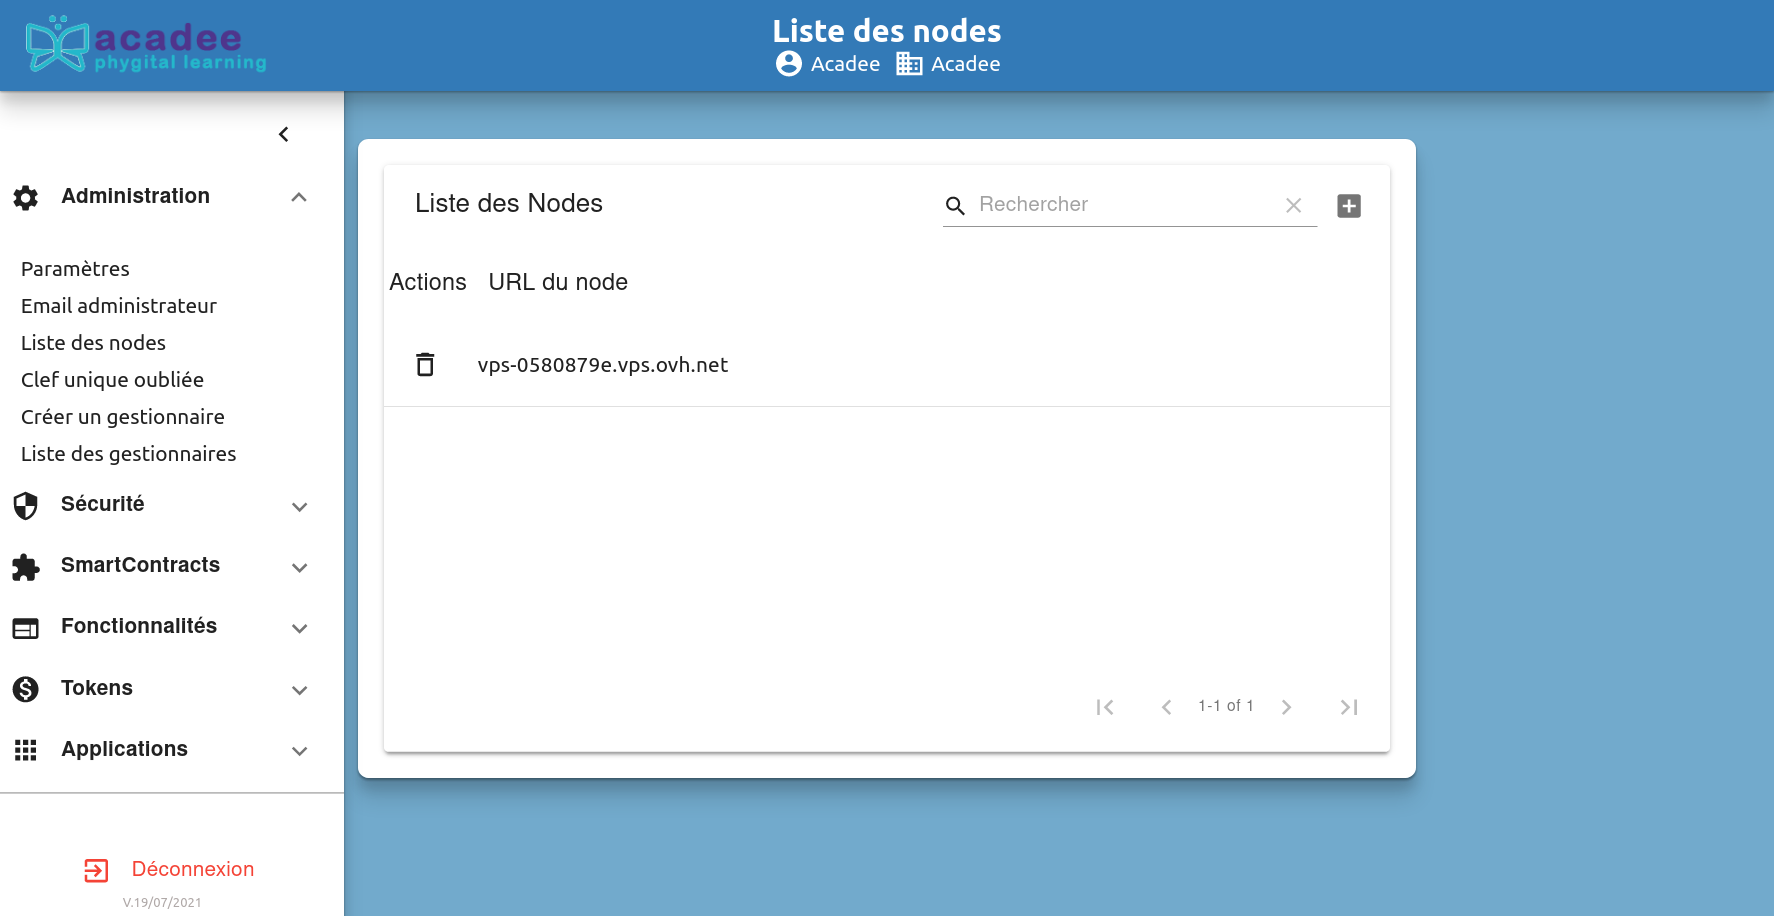 acadee
phygital learning
Liste des nodes
Acadee Acadee
Administration
Paramètres
Email administrateur
Liste des nodes
Clef unique oubliée
Créer un gestionnaire
Liste des gestionnaires
Sécurité
SmartContracts
Fonctionnalités
Tokens
Applications
Déconnexion
V.19/07/2021
Liste des Nodes
Rechercher
Actions URL du node
vps-0580879e.vps.ovh.net
1-1 of 1